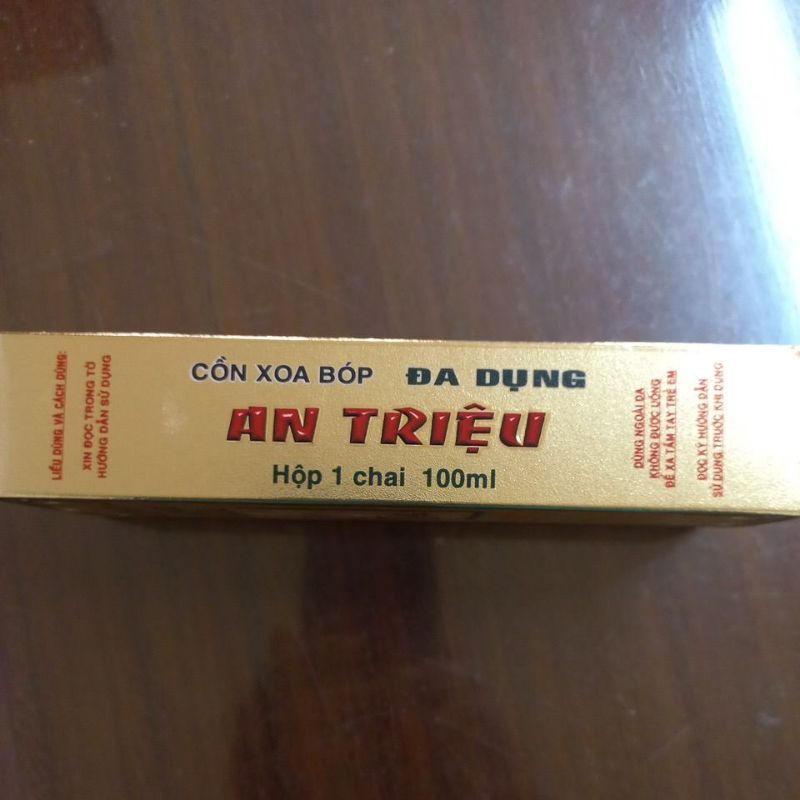 LIỀU DÙNG VÀ CÁCH DÙNG:
XIN ĐỌC TRONG TỜ
HƯỚNG DẪN SỬ DỤNG
CỒN XOA BÓP ĐA DỤNG
AN TRIỆU
Hộp 1 chai 100ml
DÙNG NGOÀI DA
KHÔNG ĐƯỢC UỐNG
ĐỂ XA TẦM TAY TRẺ EM
ĐỌC KỸ HƯỚNG DẪN
SỬ DỤNG TRƯỚC KHI DÙNG